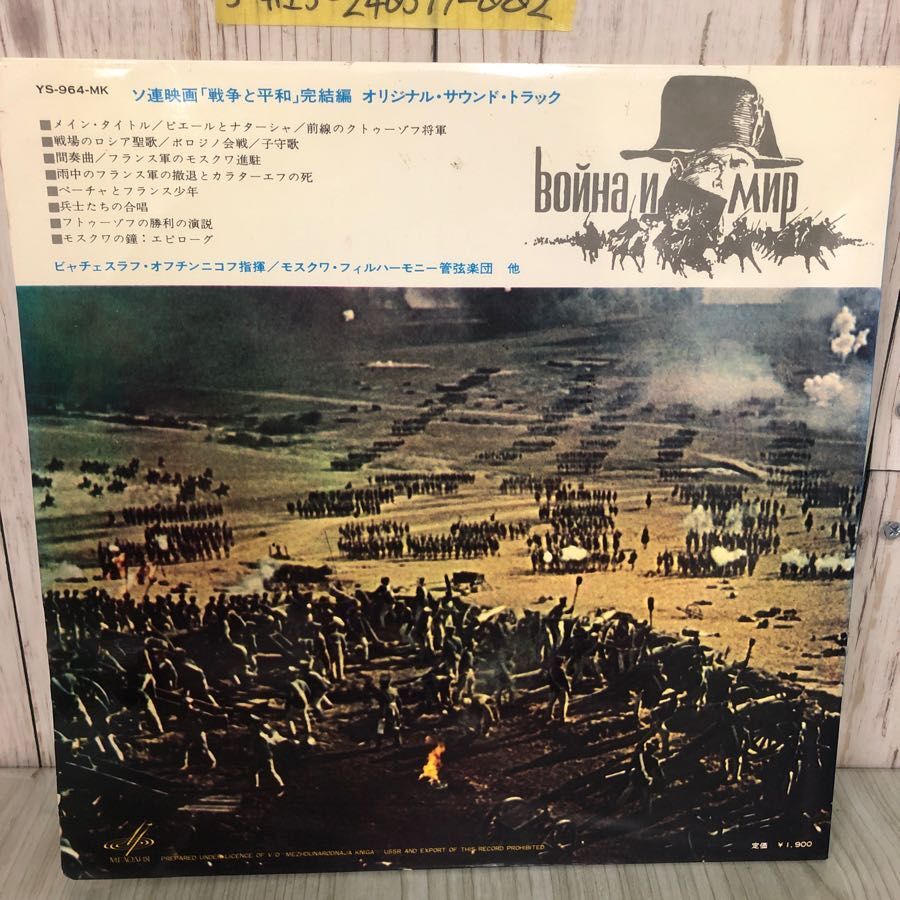 YS-964-MK
ソ連映画「戦争と平和」完結編 オリジナル・サウンド・トラック
■メイン・タイトル／ピエールとナターシャ／前線のクトゥーゾフ将軍
■戦場のロシア聖歌／ボロジノ会戦／子守歌
■間奏曲／フランス軍のモスクワ進駐
■雨中のフランス軍の撤退とカラターエフの死
■ペーチャとフランス少年
■兵士たちの合唱
■フトゥーゾフの勝利の演説
■モスクワの鐘：エピローグ
ビャチェスラフ・オフチンニコフ指揮／モスクワ・フィルハーモニー管弦楽団 他
война и мир
МЕЛОДИЯ
PREPARED UNDER LICENCE OF V/O "MEZHDUNARODNAJA KNIGA" USSR AND EXPORT OF THIS RECORD PROHIBITED
定価 ¥1,900